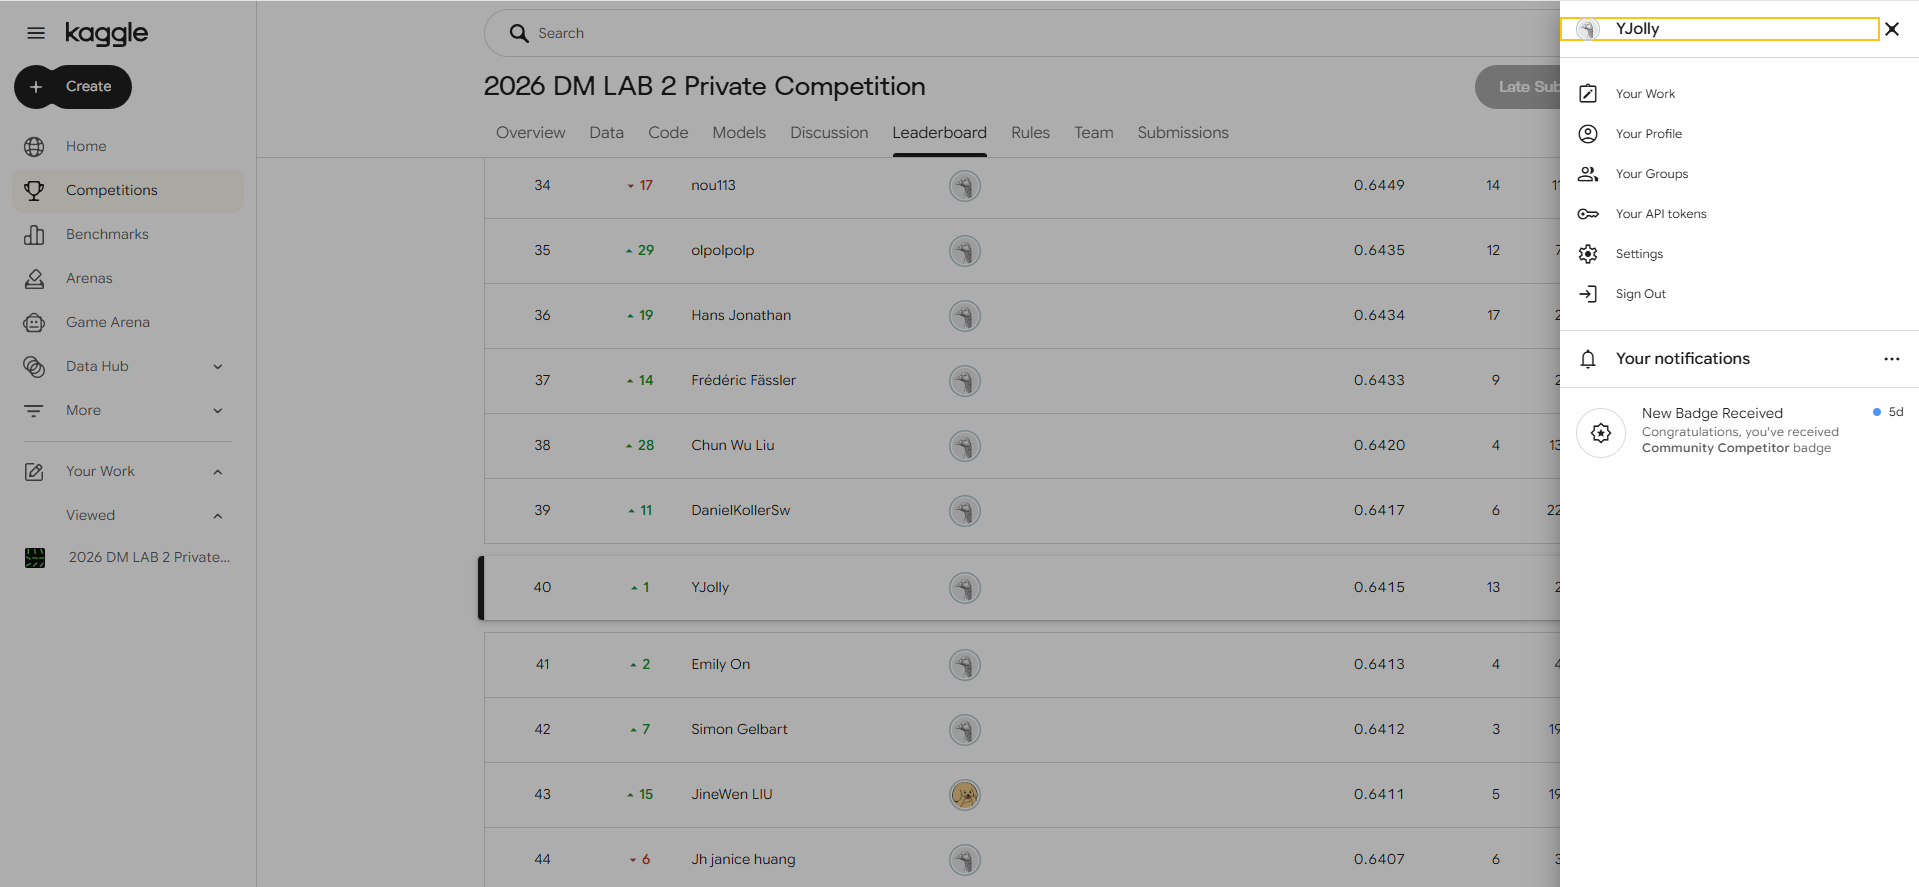 kaggle
Create
Home
Competitions
Benchmarks
Arenas
Game Arena
Data Hub
More
Your Work
Viewed
2026 DM LAB 2 Private...
Search
2026 DM LAB 2 Private Competition
Late Sub
Overview Data Code Models Discussion Leaderboard Rules Team Submissions
34 17 nou113 0.6449 14
35 29 olpolpolp 0.6435 12
36 19 Hans Jonathan 0.6434 17
37 14 Frédéric Fässler 0.6433 9
38 28 Chun Wu Liu 0.6420 4
39 11 DanielKollerSw 0.6417 6
40 1 YJolly 0.6415 13
41 2 Emily On 0.6413 4
42 7 Simon Gelbart 0.6412 3
43 15 JineWen LIU 0.6411 5
44 6 Jh janice huang 0.6407 6
YJolly
Your Work
Your Profile
Your Groups
Your API tokens
Settings
Sign Out
Your notifications
New Badge Received 5d
Congratulations, you've received
Community Competitor badge